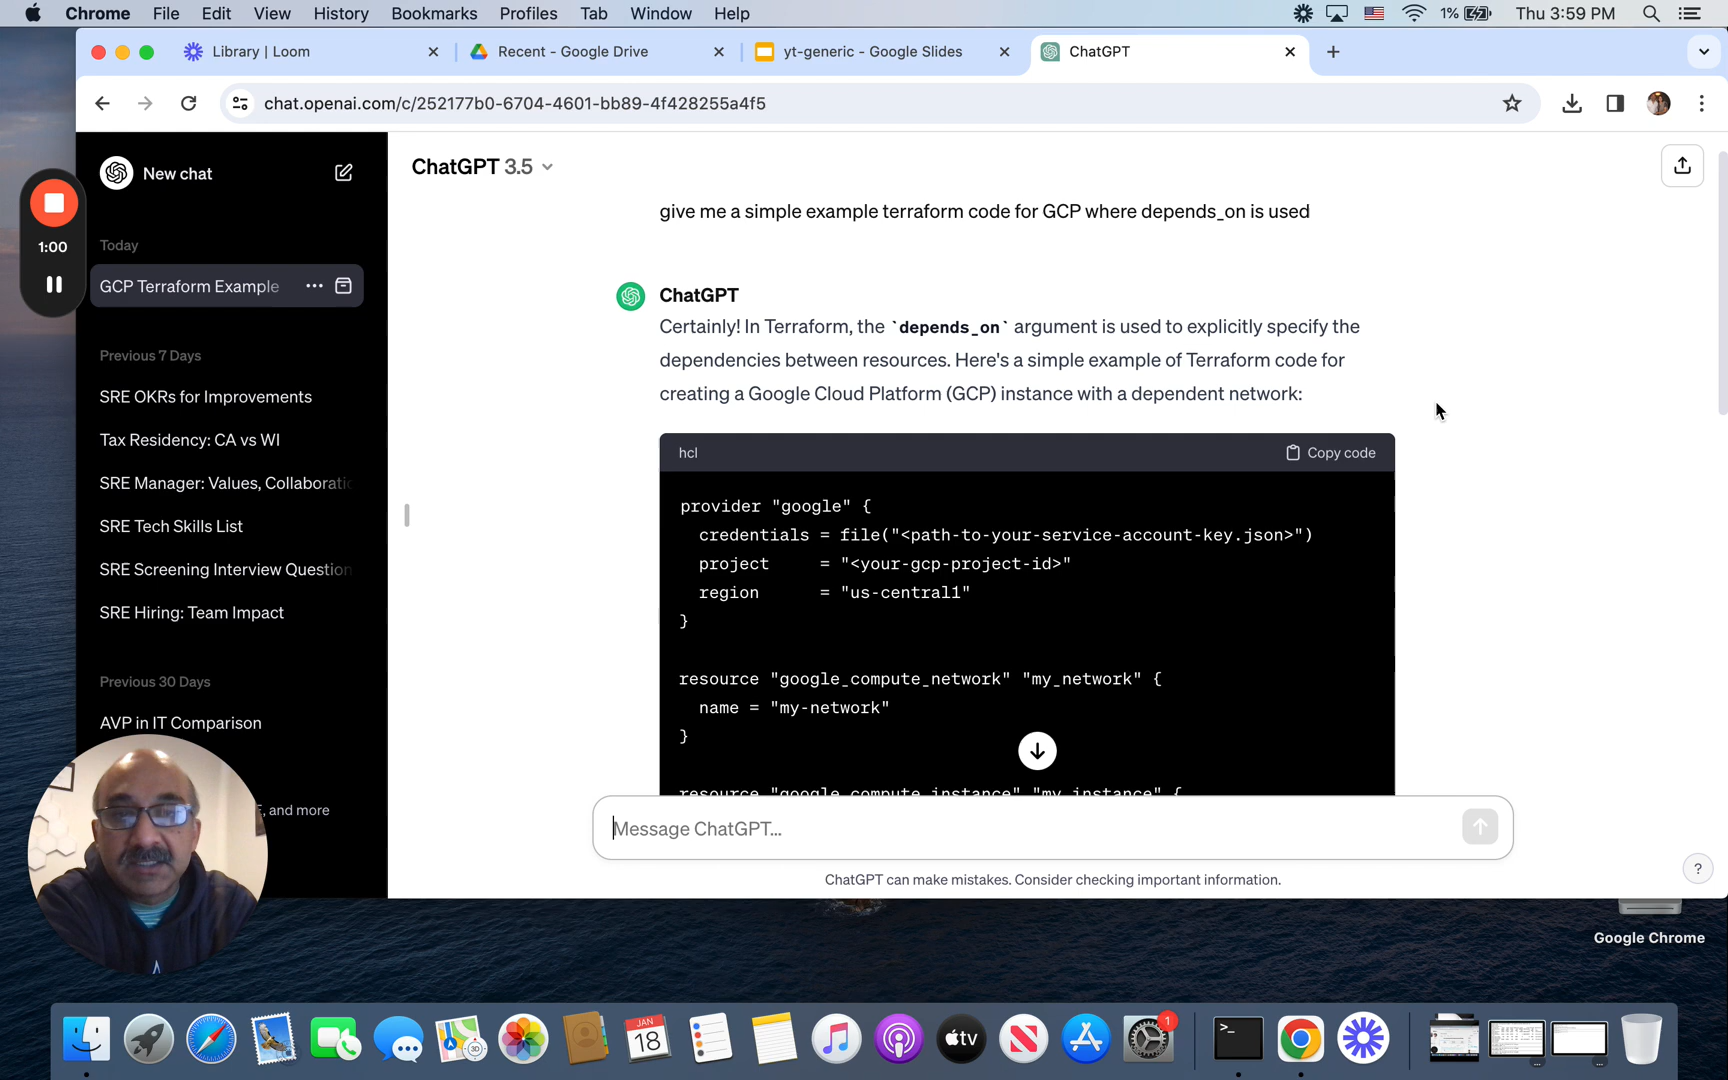 Chrome File Edit View History Bookmarks Profiles Tab Window Help 1% Thu 3:59 PM
Library | Loom
Recent - Google Drive
yt-generic - Google Slides
ChatGPT
chat.openai.com/c/252177b0-6704-4601-bb89-4f428255a4f5
New chat
1:00
Today
GCP Terraform Example
Previous 7 Days
SRE OKRs for Improvements
Tax Residency: CA vs WI
SRE Manager: Values, Collaboratio
SRE Tech Skills List
SRE Screening Interview Question
SRE Hiring: Team Impact
Previous 30 Days
AVP in IT Comparison
E, and more
ChatGPT 3.5
give me a simple example terraform code for GCP where depends_on is used
ChatGPT
Certainly! In Terraform, the `depends_on` argument is used to explicitly specify the
dependencies between resources. Here's a simple example of Terraform code for
creating a Google Cloud Platform (GCP) instance with a dependent network:
hcl
Copy code
provider "google" {
credentials = file("<path-to-your-service-account-key.json>")
project = "<your-gcp-project-id>"
region = "us-central1"
}
resource "google_compute_network" "my_network" {
name = "my-network"
}
resource "google_compute_instance" "my_instance" {
Message ChatGPT...
ChatGPT can make mistakes. Consider checking important information.
?
Google Chrome
JAN
18
3D
tv
1
>_